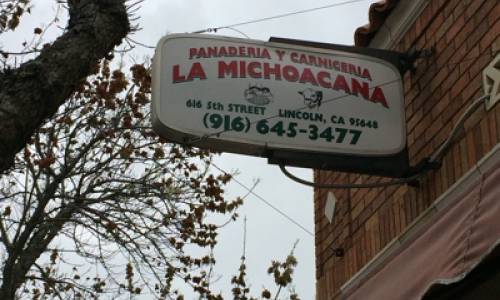 PANADERIA Y CARNICERIA
LA MICHOACANA
616 5th STREET LINCOLN, CA 95648
(916) 645-3477